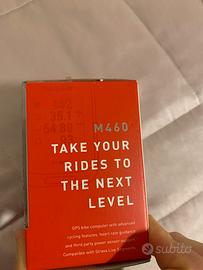 M460
TAKE YOUR
RIDES TO
THE NEXT
LEVEL
GPS bike computer with advanced
cycling features, heart rate guidance
and third party power sensor support.
Compatible with Strava Live Segments.
subito